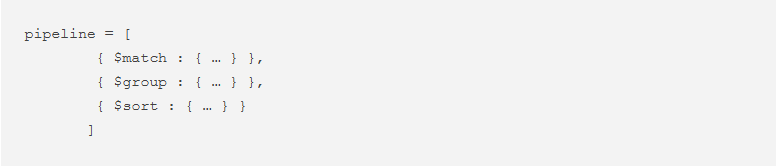 pipeline = [
{ $match : { … } },
{ $group : { … } },
{ $sort : { … } }
]